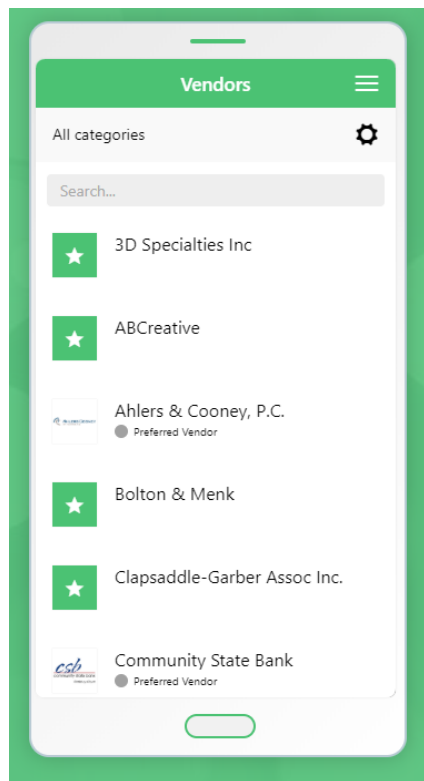 Vendors
All categories
Search...
3D Specialties Inc
ABCreative
Ahlers & Cooney, P.C.
Preferred Vendor
Bolton & Menk
Clapsaddle-Garber Assoc Inc.
csb
Community State Bank
Preferred Vendor